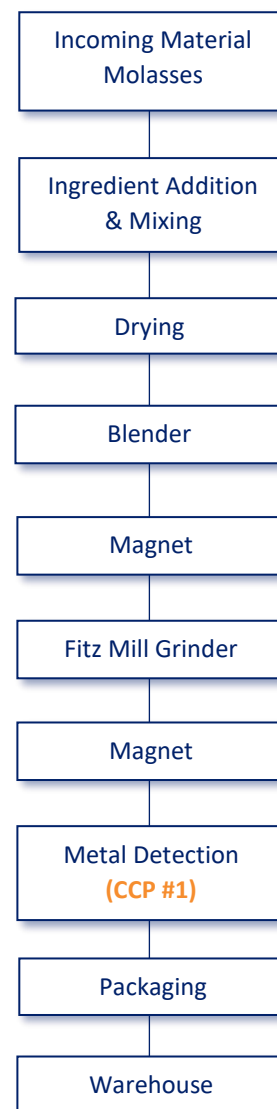 Incoming Material
Molasses
Ingredient Addition
& Mixing
Drying
Blender
Magnet
Fitz Mill Grinder
Magnet
Metal Detection
(CCP #1)
Packaging
Warehouse